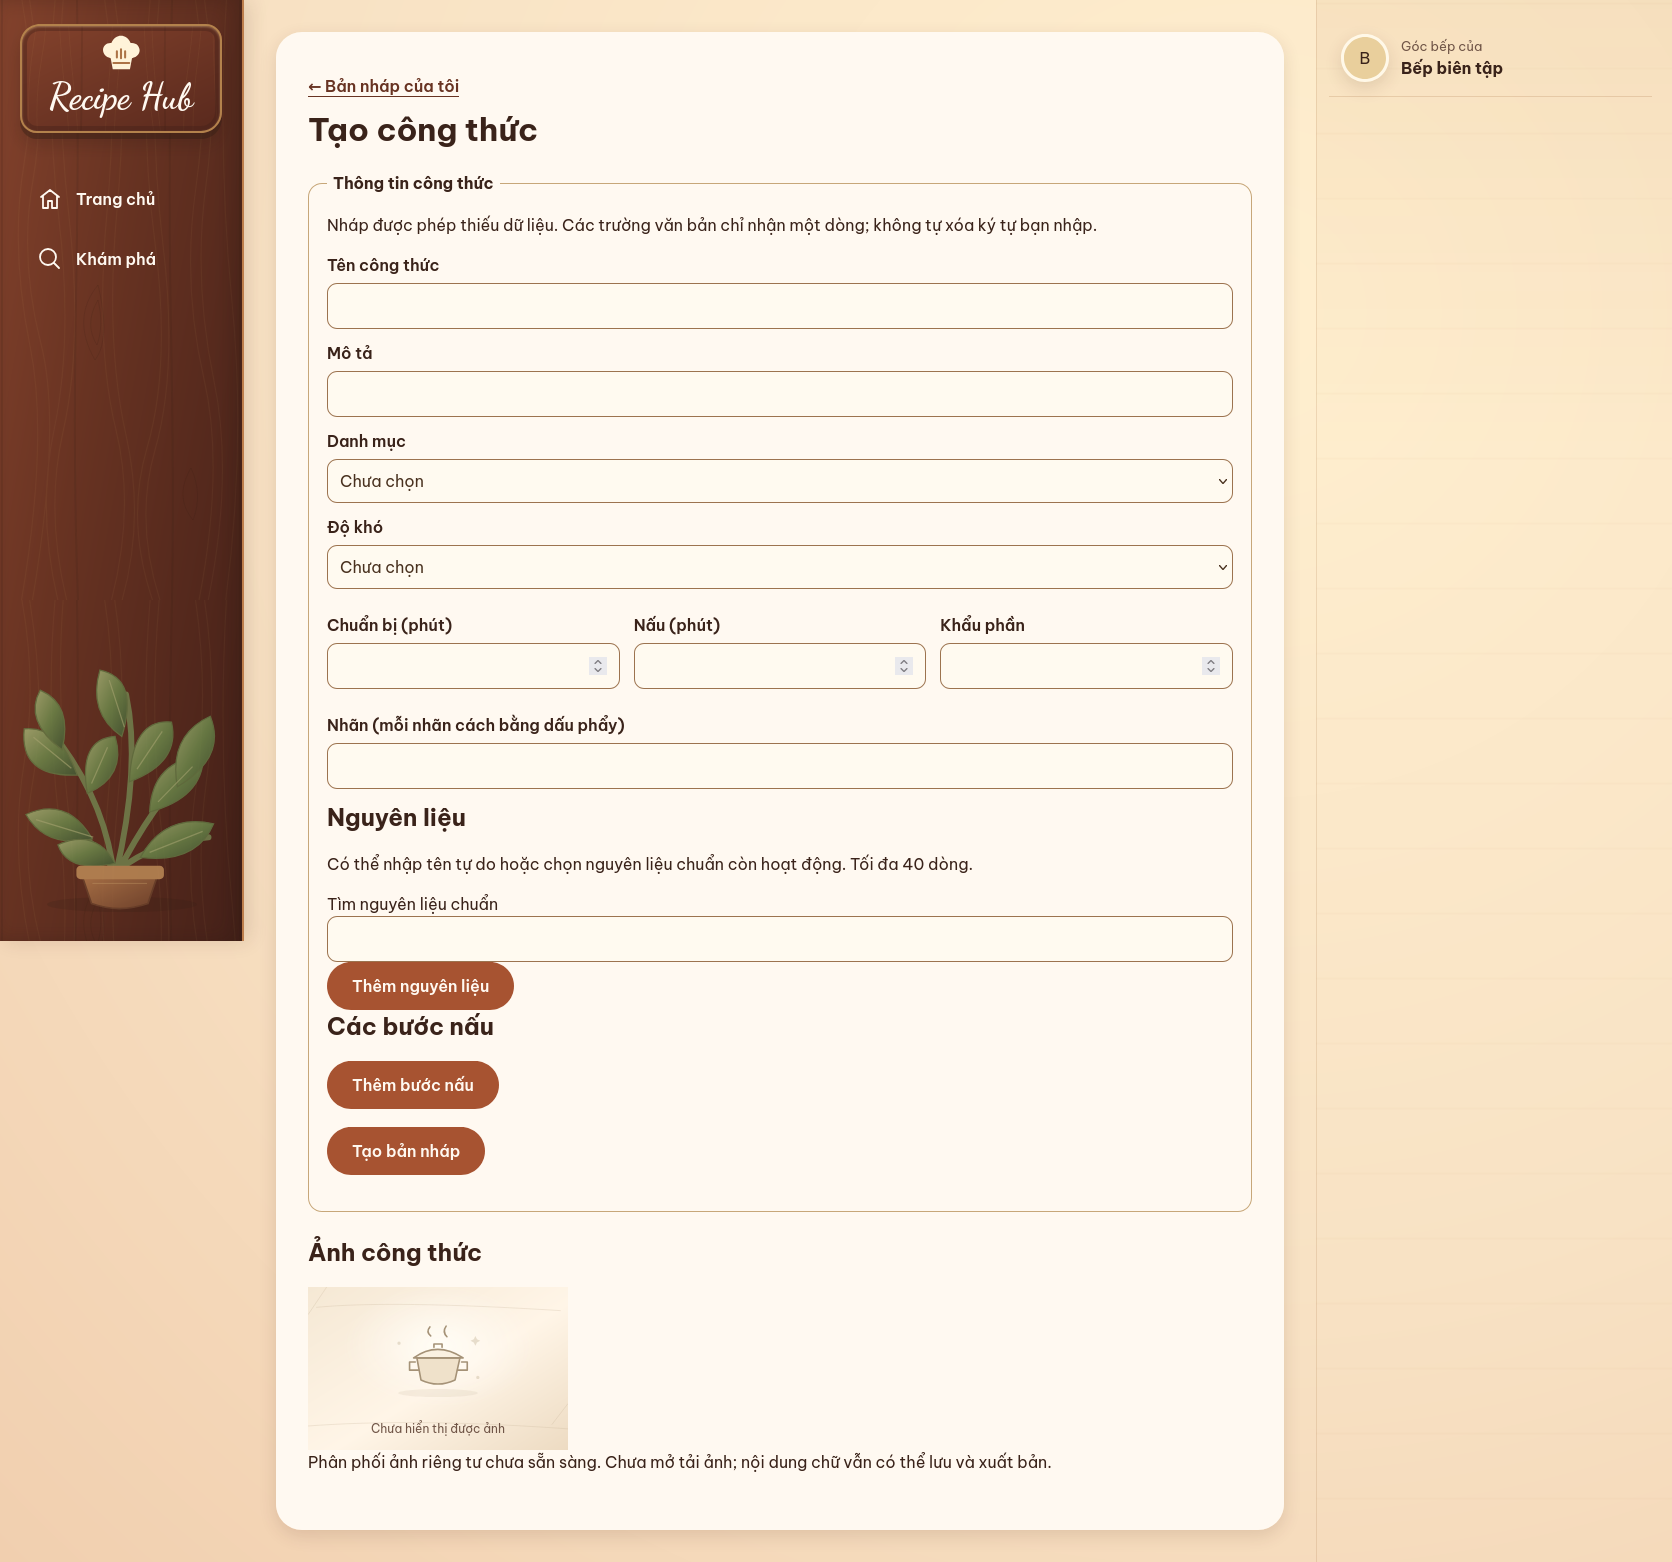 Recipe Hub
Trang chủ
Khám phá
← Bản nháp của tôi
Tạo công thức
Thông tin công thức
Nháp được phép thiếu dữ liệu. Các trường văn bản chỉ nhận một dòng; không tự xóa ký tự bạn nhập.
Tên công thức
Mô tả
Danh mục
Chưa chọn
Độ khó
Chưa chọn
Chuẩn bị (phút)
Nấu (phút)
Khẩu phần
Nhãn (mỗi nhãn cách bằng dấu phẩy)
Nguyên liệu
Có thể nhập tên tự do hoặc chọn nguyên liệu chuẩn còn hoạt động. Tối đa 40 dòng.
Tìm nguyên liệu chuẩn
Thêm nguyên liệu
Các bước nấu
Thêm bước nấu
Tạo bản nháp
Ảnh công thức
Chưa hiển thị được ảnh
Phân phối ảnh riêng tư chưa sẵn sàng. Chưa mở tải ảnh; nội dung chữ vẫn có thể lưu và xuất bản.
B
Góc bếp của
Bếp biên tập